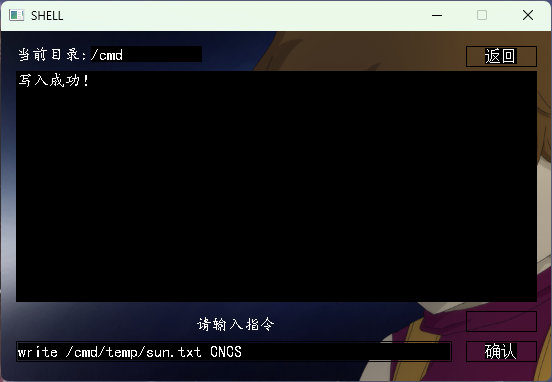 SHELL
当前目录: /cmd
返回
写入成功!
请输入指令
write /cmd/temp/sun.txt CNCS
确认